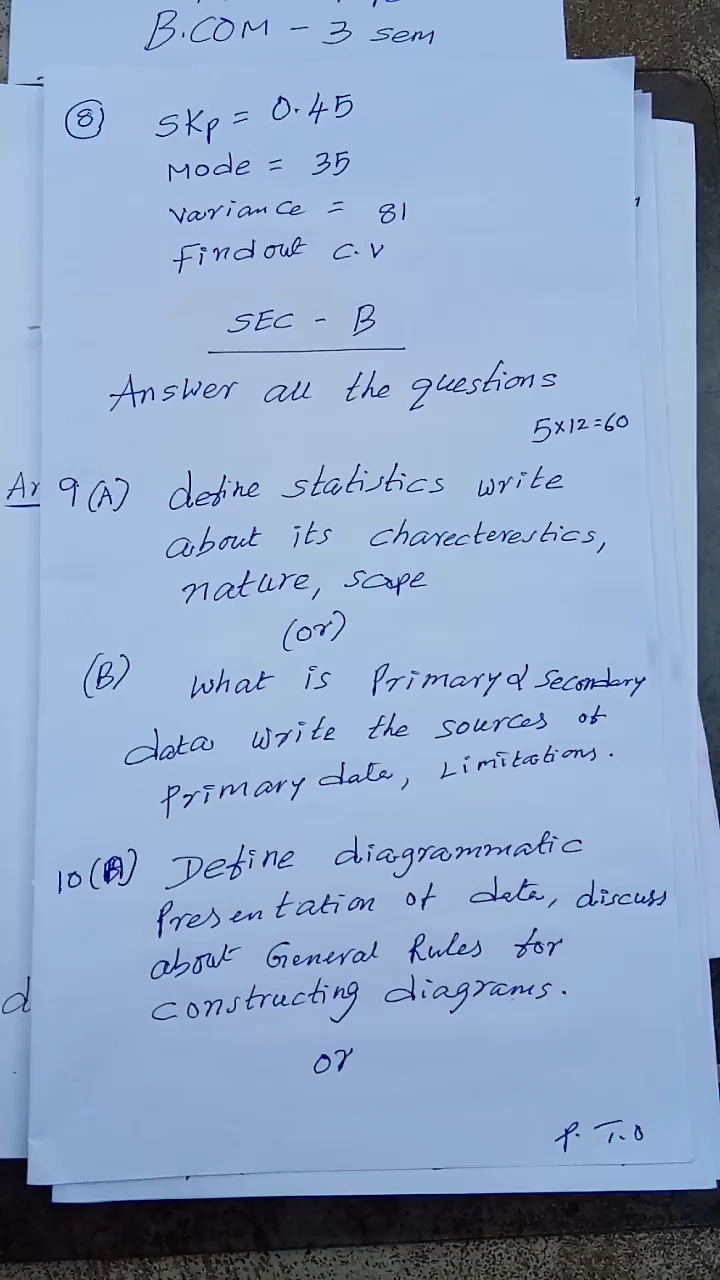 B.COM - 3 sem
⑧ SKp = 0.45
Mode = 35
Variance = 81
Find out C.V
SEC - B
Answer all the questions
5×12=60
9 (A) define statistics write
about its charecterestics,
nature, scope
(or)
(B) What is Primary & Secondary
data write the sources of
Primary data, Limitations.
10 (A) Define diagrammatic
Presentation of data, discuss
about General Rules for
constructing diagrams.
or
P.T.O